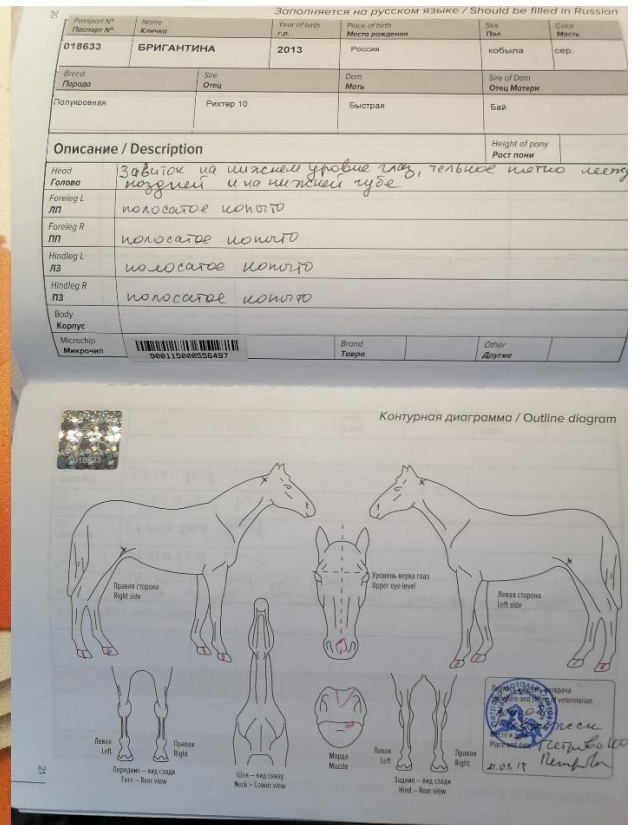 20
Заполняется на русском языке / Should be filled in Russian
Passport № Name Year of birth Place of birth Sex Color
Паспорт № Кличка г.р. Место рождения Пол Масть
018633 БРИГАНТИНА 2013 Россия кобыла сер.
Breed Sire Dam Sire of Dam
Порода Отец Мать Отец Матери
Полукровная Рихтер 10 Быстрая Бай
Описание / Description Height of pony
Рост пони
Head
Голова
Завиток на нижнем уровне глаз, тельное пятно между
ноздрей и на нижней губе
Foreleg L
ЛП полосатое копыто
Foreleg R
ПП полосатое копыто
Hindleg L
ЛЗ полосатое копыто
Hindleg R
ПЗ полосатое копыто
Body
Корпус
Microchip Brand Other
Микрочип Тавро Другие
900115000556497
Контурная диаграмма / Outline diagram
Правая сторона
Right side
Уровень верха глаз
Upper eye level
Левая сторона
Left side
Левая Правая
Left Right
Передние – вид сзади
Fore – Rear view
Шея – вид снизу
Neck – Lower view
Морда
Muzzle
Левая Правая
Left Right
Задние – вид сзади
Hind – Rear view
veterinarian
Place and date
21